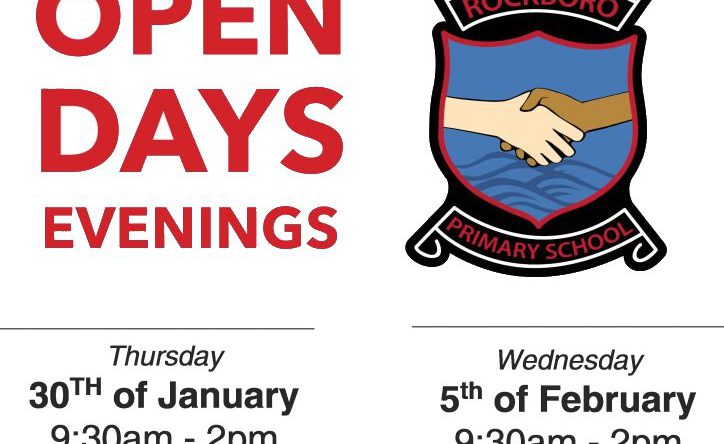 OPEN
DAYS
EVENINGS
ROCKBORO
PRIMARY SCHOOL
Thursday
30TH of January
9:30am - 2pm
Wednesday
5th of February
9:30am - 2pm